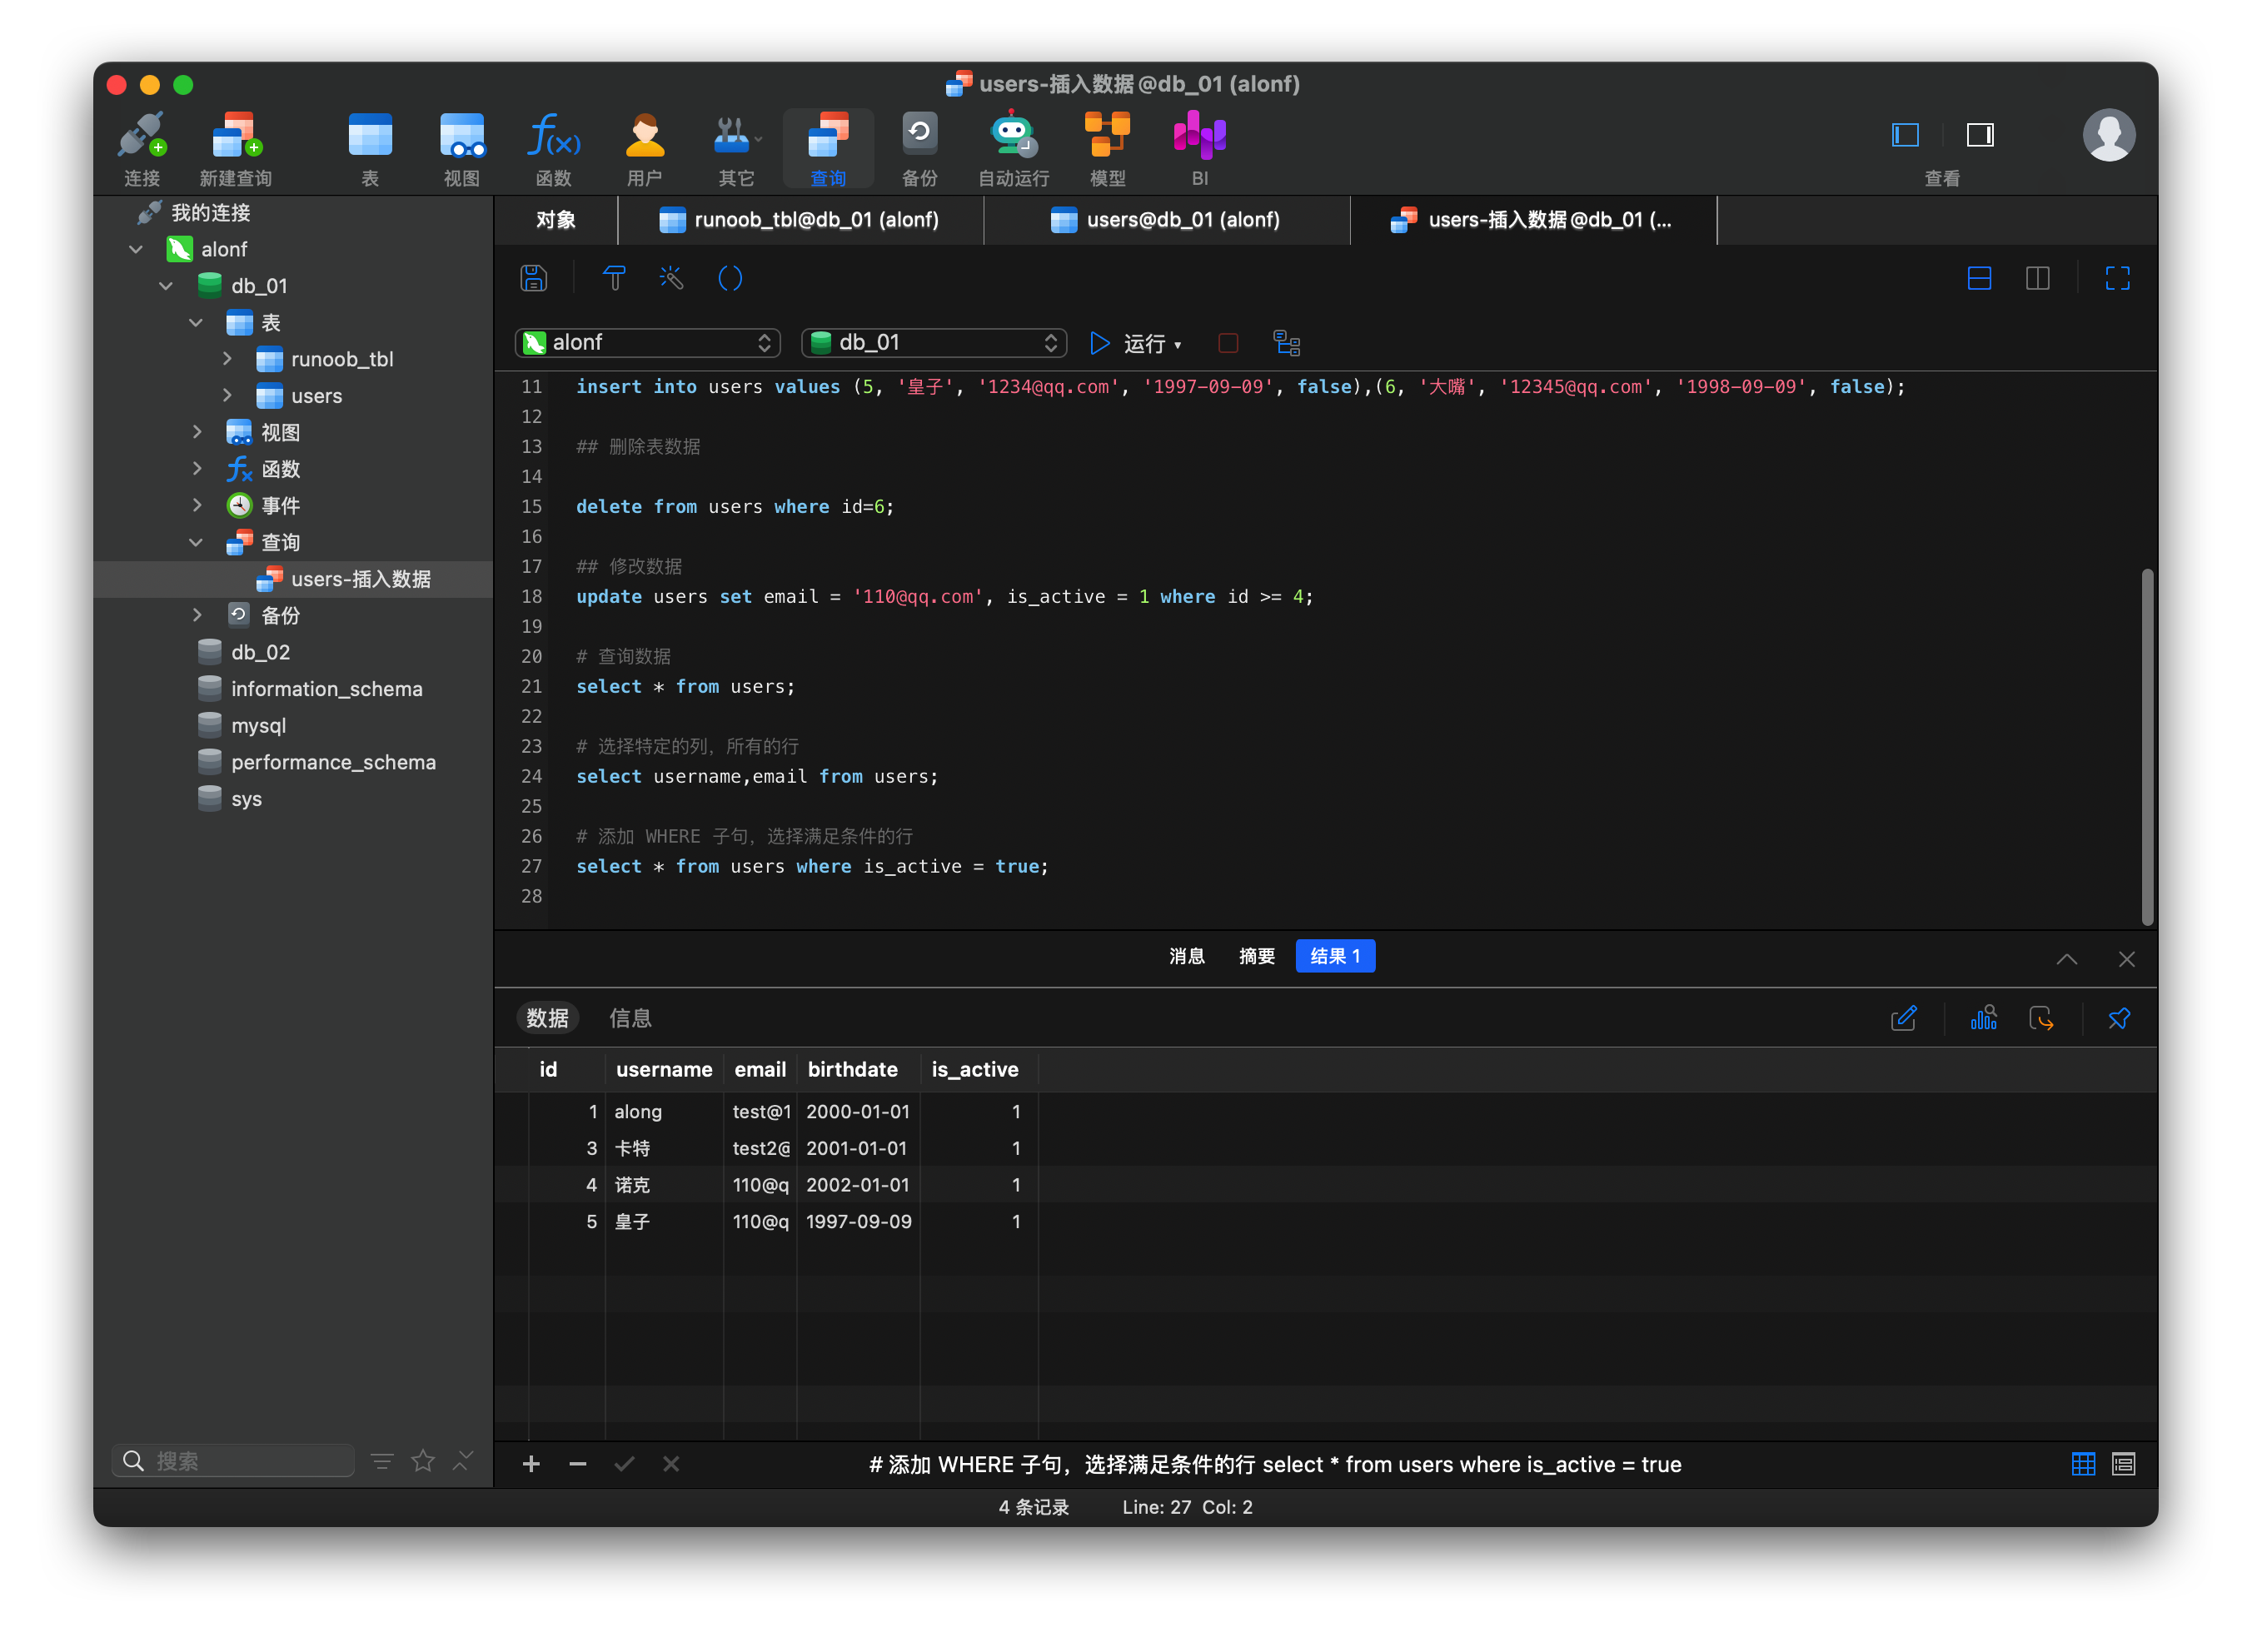 users-插入数据@db_01 (alonf)
连接 新建查询 表 视图 函数 用户 其它 查询 备份 自动运行 模型 BI 查看
我的连接
alonf
db_01
表
runoob_tbl
users
视图
函数
事件
查询
users-插入数据
备份
db_02
information_schema
mysql
performance_schema
sys
搜索
对象 runoob_tbl@db_01 (alonf) users@db_01 (alonf) users-插入数据@db_01 (...
alonf db_01 运行
11 insert into users values (5, '皇子', '1234@qq.com', '1997-09-09', false),(6, '大嘴', '12345@qq.com', '1998-09-09', false);
12
13 ## 删除表数据
14
15 delete from users where id=6;
16
17 ## 修改数据
18 update users set email = '110@qq.com', is_active = 1 where id >= 4;
19
20 # 查询数据
21 select * from users;
22
23 # 选择特定的列，所有的行
24 select username,email from users;
25
26 # 添加 WHERE 子句，选择满足条件的行
27 select * from users where is_active = true;
28
消息 摘要 结果 1
数据 信息
id username email birthdate is_active
1 along test@1 2000-01-01 1
3 卡特 test2@ 2001-01-01 1
4 诺克 110@q 2002-01-01 1
5 皇子 110@q 1997-09-09 1
# 添加 WHERE 子句，选择满足条件的行 select * from users where is_active = true
4 条记录 Line: 27 Col: 2